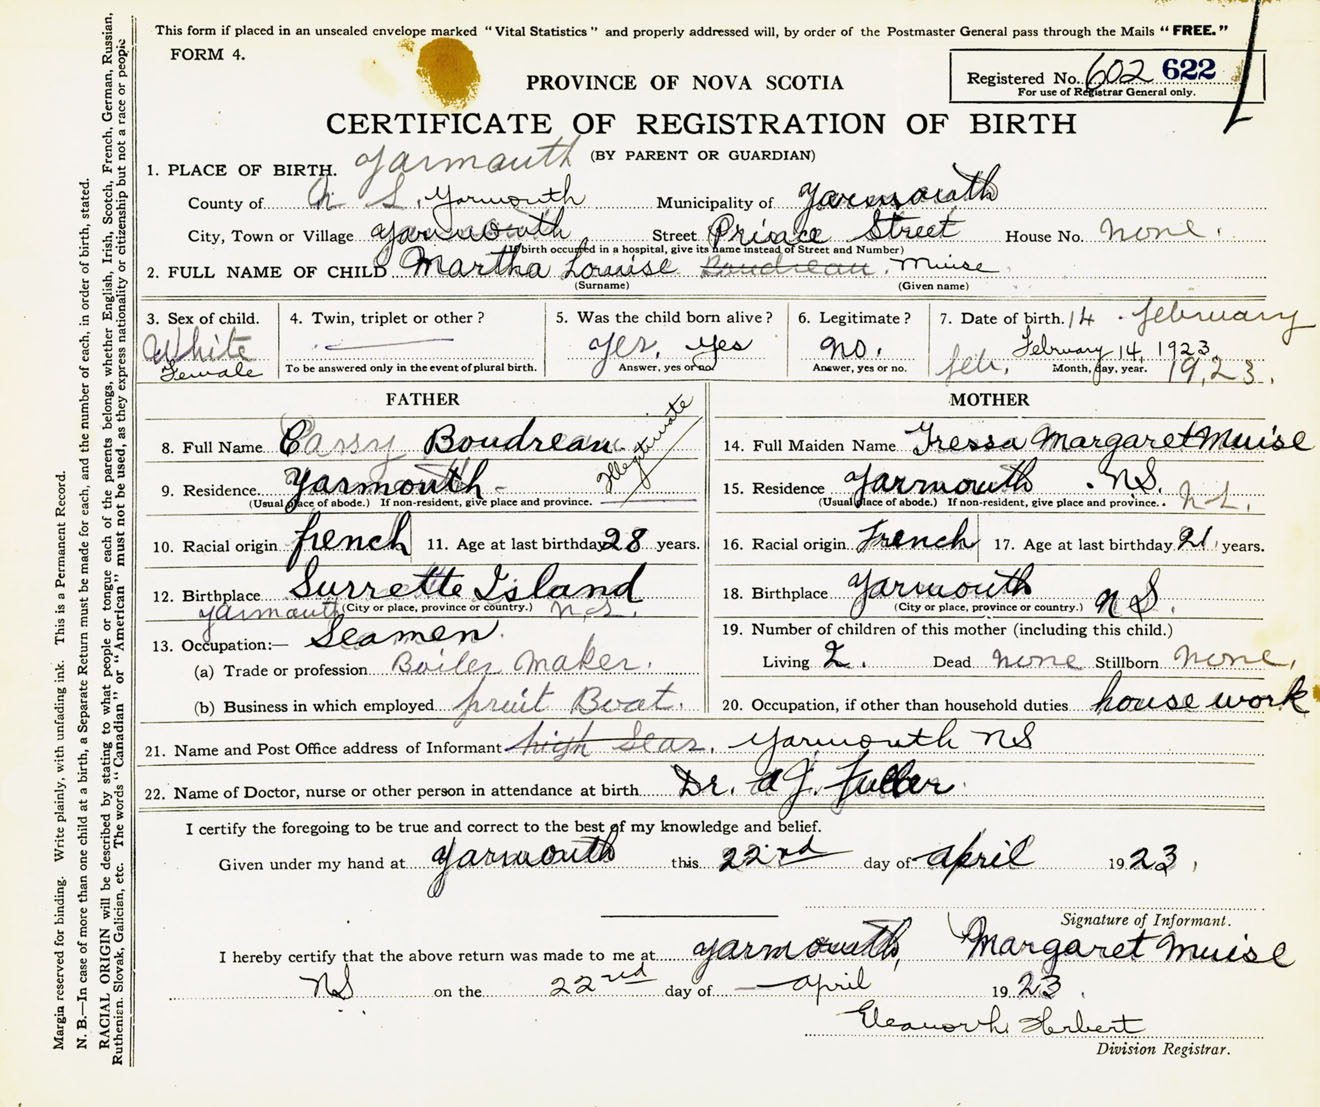 This form if placed in an unsealed envelope marked "Vital Statistics" and properly addressed will, by order of the Postmaster General pass through the Mails "FREE."
FORM 4.
Registered No. 602 622
For use of Registrar General only.
PROVINCE OF NOVA SCOTIA
CERTIFICATE OF REGISTRATION OF BIRTH
(BY PARENT OR GUARDIAN)
1. PLACE OF BIRTH. Yarmouth
County of N S. Yarmouth Municipality of Yarmouth
City, Town or Village Yarmouth Street Prince Street House No. none.
(If birth occurred in a hospital, give its name instead of Street and Number)
2. FULL NAME OF CHILD Martha Louise Boudreau. Muise
(Surname) (Given name)
3. Sex of child. White Female
4. Twin, triplet or other?
To be answered only in the event of plural birth.
5. Was the child born alive? yes, yes
Answer, yes or no
6. Legitimate? no.
Answer, yes or no.
7. Date of birth. 14 february
February 14, 1923
feb. Month, day, year. 1923.
FATHER
8. Full Name Boudreau
Illegitimate
9. Residence Yarmouth
(Usual place of abode.) If non-resident, give place and province.
10. Racial origin french 11. Age at last birthday 28 years.
12. Birthplace Surrette Island
yarmouth (City or place, province or country.) N.S.
13. Occupation:— Seamen.
(a) Trade or profession Boiler Maker.
(b) Business in which employed fruit Boat.
MOTHER
14. Full Maiden Name Tressa Margaret Muise
15. Residence Yarmouth. NS.
(Usual place of abode.) If non-resident, give place and province. N.S.
16. Racial origin French 17. Age at last birthday 21 years.
18. Birthplace Yarmouth
(City or place, province or country.) N S.
19. Number of children of this mother (including this child.)
Living 2. Dead none Stillborn none,
20. Occupation, if other than household duties house work
21. Name and Post Office address of Informant high Seas. Yarmouth NS
22. Name of Doctor, nurse or other person in attendance at birth Dr. A J. Fuller.
I certify the foregoing to be true and correct to the best of my knowledge and belief.
Given under my hand at Yarmouth this 22nd day of april 1923,
Signature of Informant.
Margaret Muise
I hereby certify that the above return was made to me at Yarmouth,
NS on the 22nd day of april 1923.
Eleanor h. Herbert
Division Registrar.
Margin reserved for binding. Write plainly, with unfading ink. This is a Permanent Record.
N. B.—In case of more than one child at a birth, a Separate Return must be made for each, and the number of each, in order of birth, stated.
RACIAL ORIGIN will be described by stating to what people or tongue each of the parents belongs, whether English, Irish, Scotch, French, German, Russian,
Ruthenian, Slovak, Galician, etc. The words "Canadian" or "American" must not be used, as they express nationality or citizenship but not a race or people